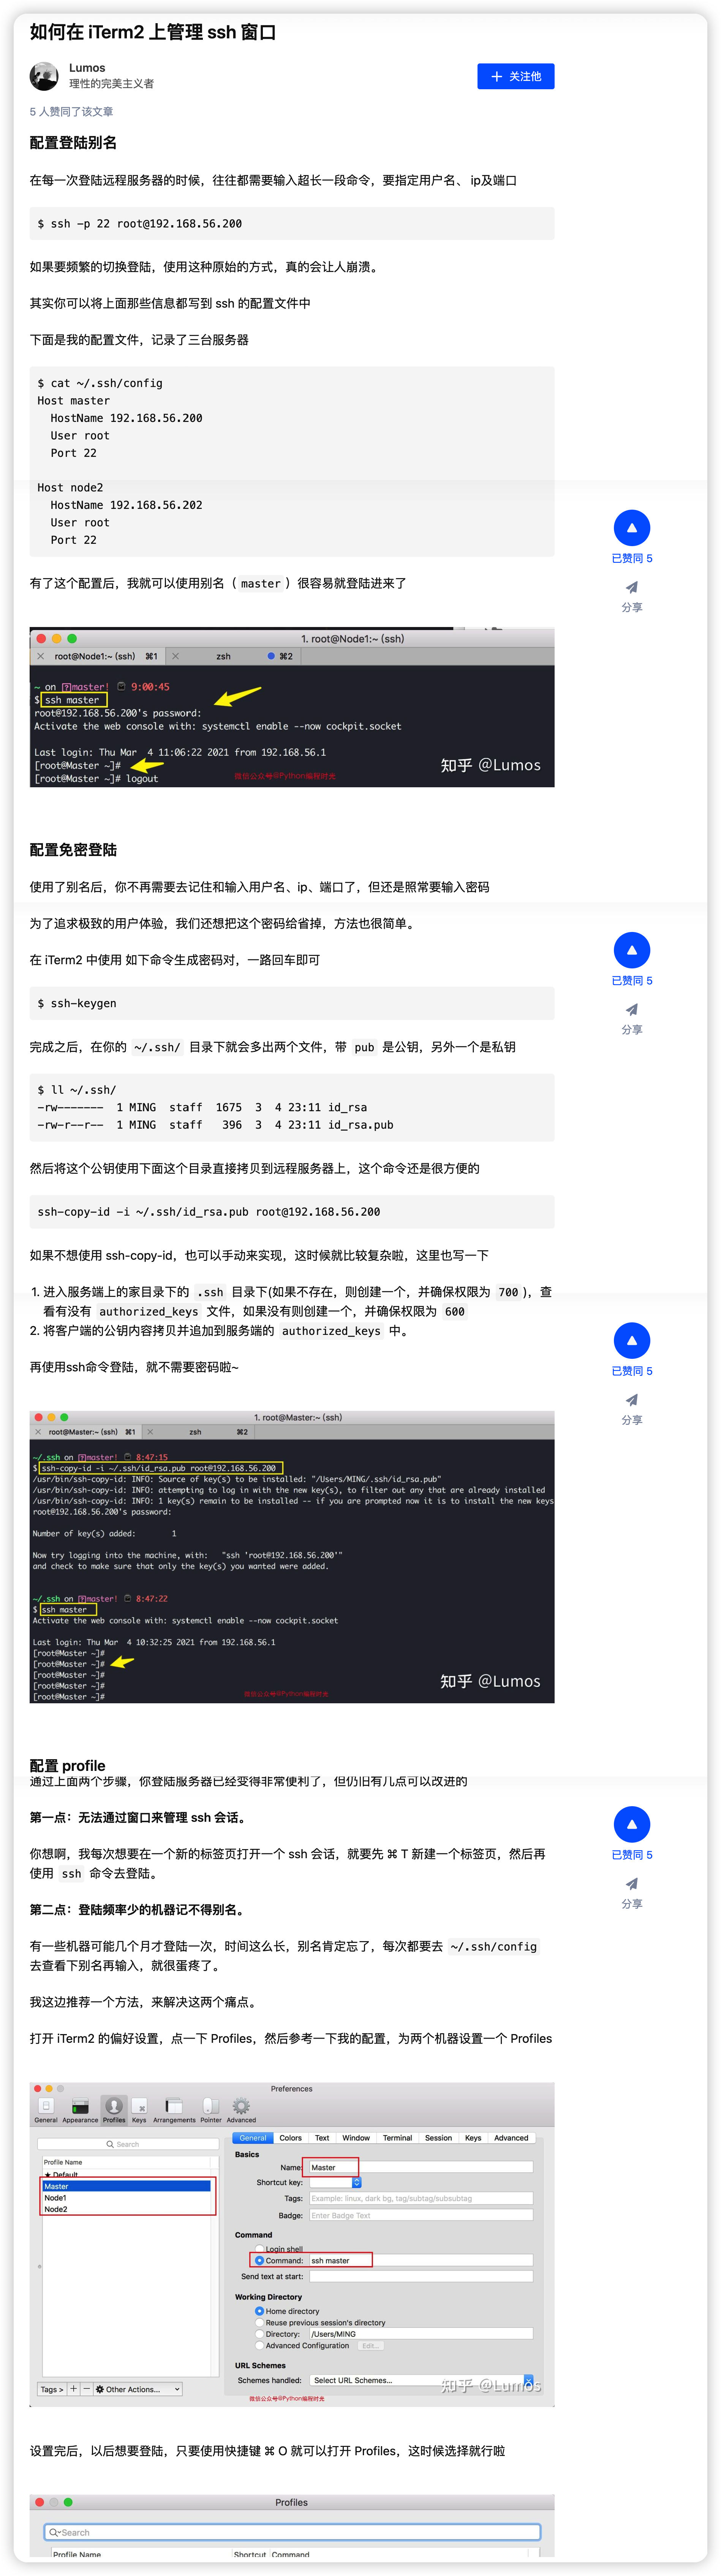 如何在 iTerm2 上管理 ssh 窗口
Lumos
理性的完美主义者
＋ 关注他
5 人赞同了该文章
配置登陆别名
在每一次登陆远程服务器的时候，往往都需要输入超长一段命令，要指定用户名、 ip及端口
$ ssh -p 22 root@192.168.56.200
如果要频繁的切换登陆，使用这种原始的方式，真的会让人崩溃。
其实你可以将上面那些信息都写到 ssh 的配置文件中
下面是我的配置文件，记录了三台服务器
$ cat ~/.ssh/config
Host master
HostName 192.168.56.200
User root
Port 22
Host node2
HostName 192.168.56.202
User root
Port 22
已赞同 5
分享
有了这个配置后，我就可以使用别名（ master ）很容易就登陆进来了
1. root@Node1:~ (ssh)
root@Node1:~ (ssh) ⌘1 zsh ⌘2
~ on master! 9:00:45
$ ssh master
root@192.168.56.200's password:
Activate the web console with: systemctl enable --now cockpit.socket
Last login: Thu Mar 4 11:06:22 2021 from 192.168.56.1
[root@Master ~]#
[root@Master ~]# logout
微信公众号@Python编程时光
知乎 @Lumos
配置免密登陆
使用了别名后，你不再需要去记住和输入用户名、ip、端口了，但还是照常要输入密码
为了追求极致的用户体验，我们还想把这个密码给省掉，方法也很简单。
在 iTerm2 中使用 如下命令生成密码对，一路回车即可
已赞同 5
分享
$ ssh-keygen
完成之后，在你的 ~/.ssh/ 目录下就会多出两个文件，带 pub 是公钥，另外一个是私钥
$ ll ~/.ssh/
-rw------- 1 MING staff 1675 3 4 23:11 id_rsa
-rw-r--r-- 1 MING staff 396 3 4 23:11 id_rsa.pub
然后将这个公钥使用下面这个目录直接拷贝到远程服务器上，这个命令还是很方便的
ssh-copy-id -i ~/.ssh/id_rsa.pub root@192.168.56.200
如果不想使用 ssh-copy-id，也可以手动来实现，这时候就比较复杂啦，这里也写一下
1. 进入服务端上的家目录下的 .ssh 目录下(如果不存在，则创建一个，并确保权限为 700 )，查
看有没有 authorized_keys 文件，如果没有则创建一个，并确保权限为 600
2. 将客户端的公钥内容拷贝并追加到服务端的 authorized_keys 中。
再使用ssh命令登陆，就不需要密码啦~
已赞同 5
分享
1. root@Master:~ (ssh)
root@Master:~ (ssh) ⌘1 zsh ⌘2
~/.ssh on master! 8:47:15
$ ssh-copy-id -i ~/.ssh/id_rsa.pub root@192.168.56.200
/usr/bin/ssh-copy-id: INFO: Source of key(s) to be installed: "/Users/MING/.ssh/id_rsa.pub"
/usr/bin/ssh-copy-id: INFO: attempting to log in with the new key(s), to filter out any that are already installed
/usr/bin/ssh-copy-id: INFO: 1 key(s) remain to be installed -- if you are prompted now it is to install the new keys
root@192.168.56.200's password:
Number of key(s) added: 1
Now try logging into the machine, with: "ssh 'root@192.168.56.200'"
and check to make sure that only the key(s) you wanted were added.
~/.ssh on master! 8:47:22
$ ssh master
Activate the web console with: systemctl enable --now cockpit.socket
Last login: Thu Mar 4 10:32:25 2021 from 192.168.56.1
[root@Master ~]#
[root@Master ~]#
[root@Master ~]#
[root@Master ~]#
[root@Master ~]#
微信公众号@Python编程时光
知乎 @Lumos
配置 profile
通过上面两个步骤，你登陆服务器已经变得非常便利了，但仍旧有几点可以改进的
第一点：无法通过窗口来管理 ssh 会话。
你想啊，我每次想要在一个新的标签页打开一个 ssh 会话，就要先 ⌘ T 新建一个标签页，然后再
使用 ssh 命令去登陆。
已赞同 5
分享
第二点：登陆频率少的机器记不得别名。
有一些机器可能几个月才登陆一次，时间这么长，别名肯定忘了，每次都要去 ~/.ssh/config
去查看下别名再输入，就很蛋疼了。
我这边推荐一个方法，来解决这两个痛点。
打开 iTerm2 的偏好设置，点一下 Profiles，然后参考一下我的配置，为两个机器设置一个 Profiles
Preferences
General Appearance Profiles Keys Arrangements Pointer Advanced
Search
Profile Name
★ Default
Master
Node1
Node2
Tags > + − Other Actions...
General Colors Text Window Terminal Session Keys Advanced
Basics
Name: Master
Shortcut key:
Tags: Example: linux, dark bg, tag/subtag/subsubtag
Badge: Enter Badge Text
Command
Login shell
Command: ssh master
Send text at start:
Working Directory
Home directory
Reuse previous session's directory
Directory: /Users/MING
Advanced Configuration Edit...
URL Schemes
Schemes handled: Select URL Schemes...
微信公众号@Python编程时光
知乎 @Lumos
设置完后，以后想要登陆，只要使用快捷键 ⌘ O 就可以打开 Profiles，这时候选择就行啦
Profiles
Search
Profile Name Shortcut Command